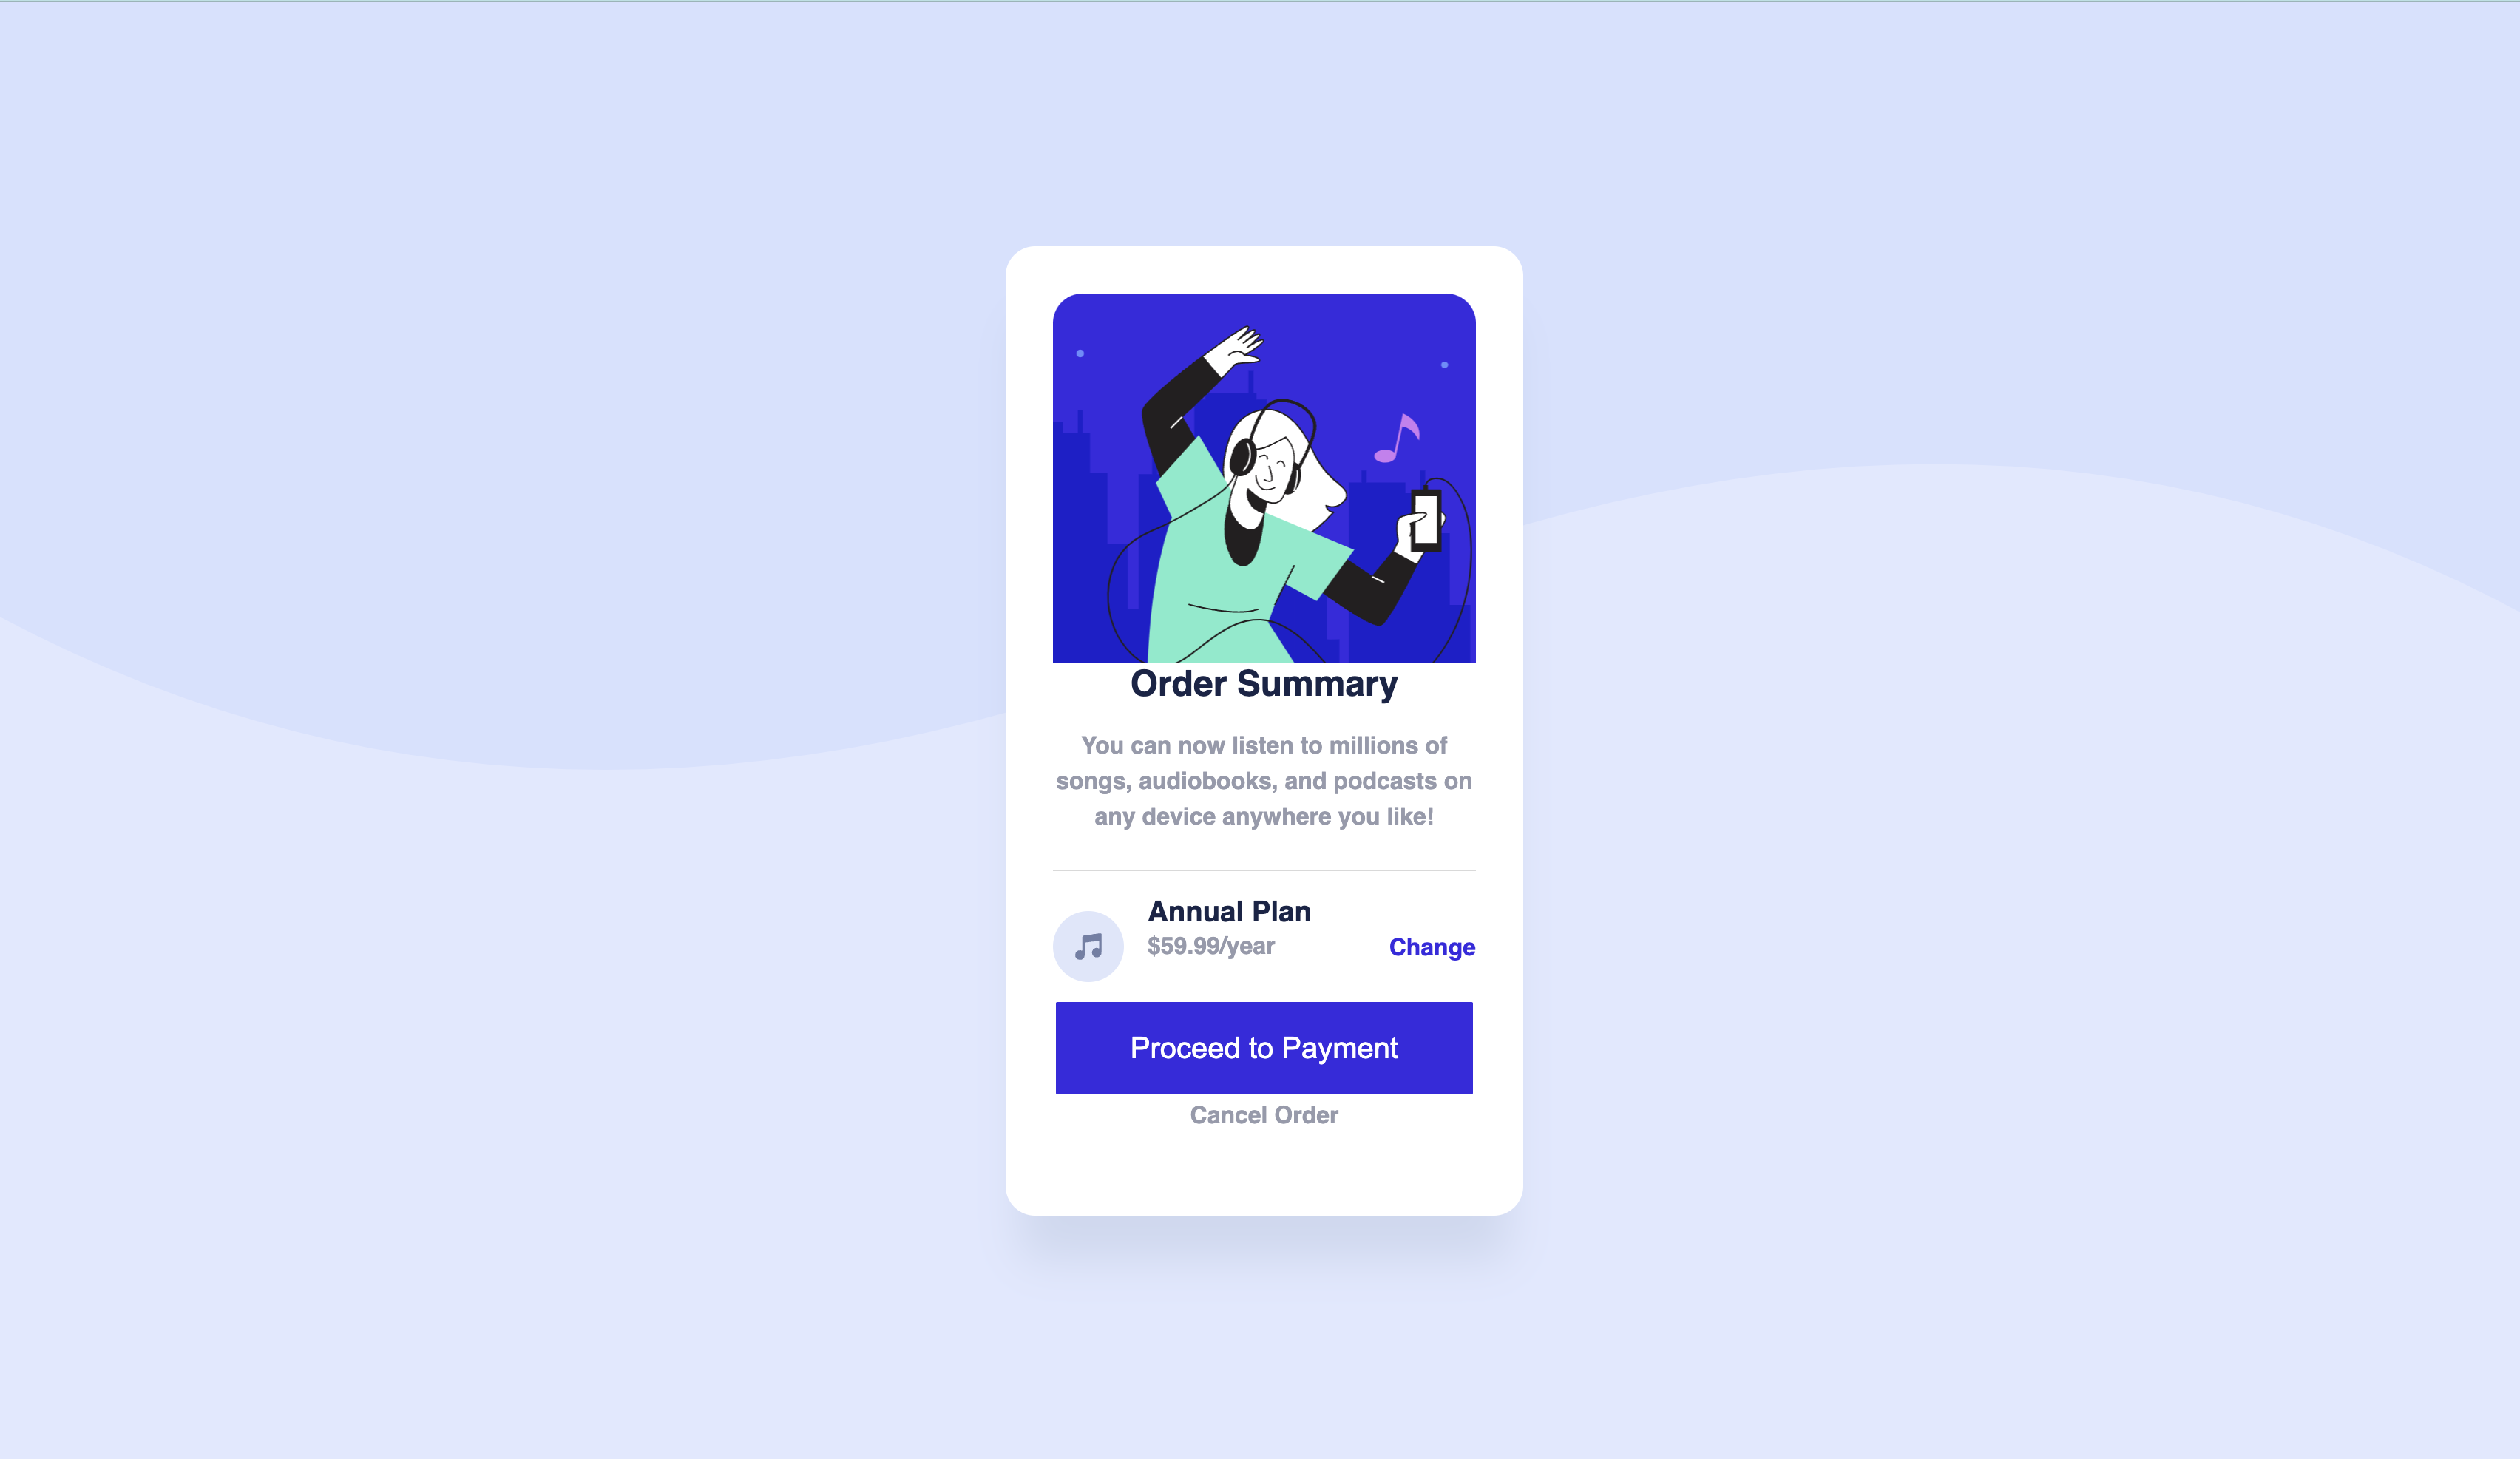 Order Summary
You can now listen to millions of
songs, audiobooks, and podcasts on
any device anywhere you like!
Annual Plan
$59.99/year
Change
Proceed to Payment
Cancel Order